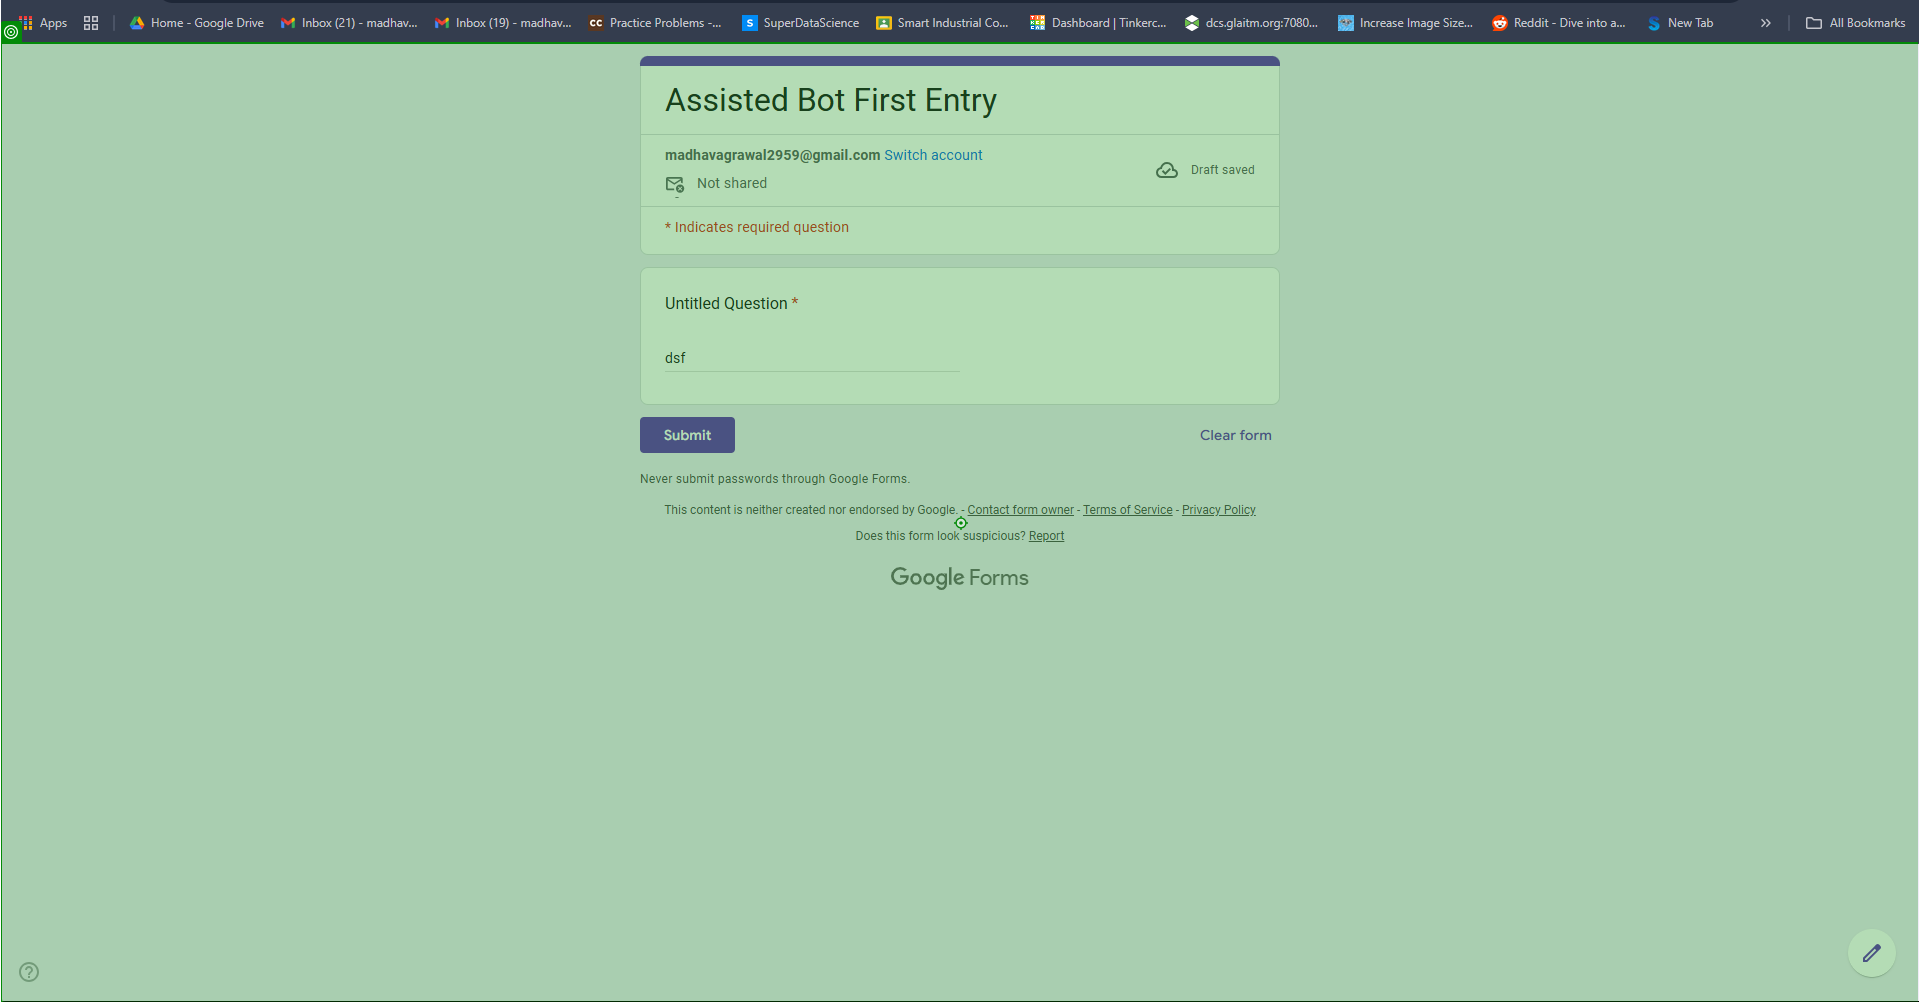 Apps Home - Google Drive Inbox (21) - madhav... Inbox (19) - madhav... CC Practice Problems -... S SuperDataScience Smart Industrial Co... Dashboard | Tinkerc... dcs.glaitm.org:7080... Increase Image Size... Reddit - Dive into a... New Tab » All Bookmarks
Assisted Bot First Entry
madhavagrawal2959@gmail.com Switch account
Draft saved
Not shared
* Indicates required question
Untitled Question *
dsf
Submit Clear form
Never submit passwords through Google Forms.
This content is neither created nor endorsed by Google. - Contact form owner - Terms of Service - Privacy Policy
Does this form look suspicious? Report
Google Forms